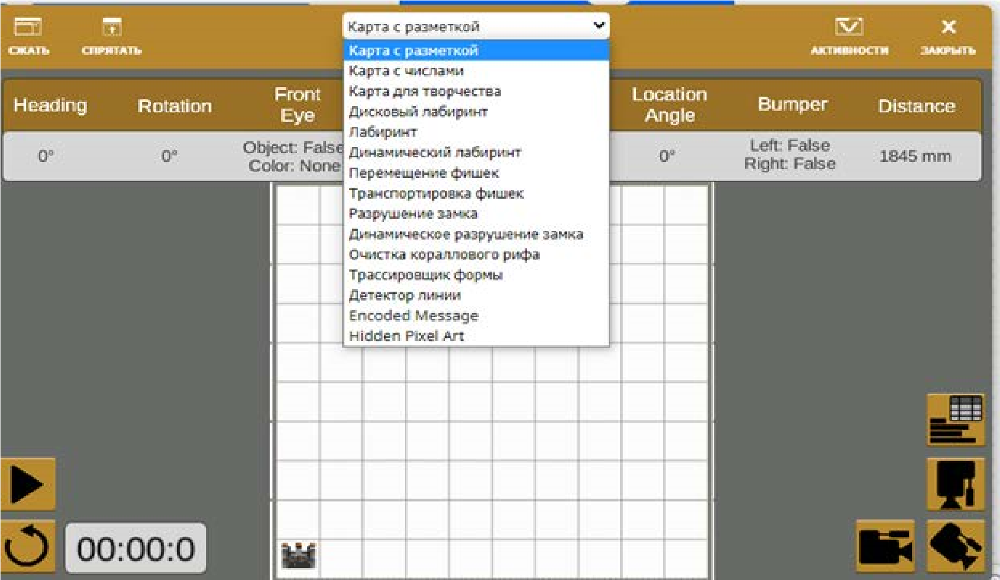 Карта с разметкой
СЖАТЬ
СПРЯТАТЬ
АКТИВНОСТИ
ЗАКРЫТЬ
Карта с разметкой
Карта с числами
Карта для творчества
Дисковый лабиринт
Лабиринт
Динамический лабиринт
Перемещение фишек
Транспортировка фишек
Разрушение замка
Динамическое разрушение замка
Очистка кораллового рифа
Трассировщик формы
Детектор линии
Encoded Message
Hidden Pixel Art
Heading
Rotation
Front
Eye
Location
Angle
Bumper
Distance
0°
0°
Object: False
Color: None
0°
Left: False
Right: False
1845 mm
00:00:0